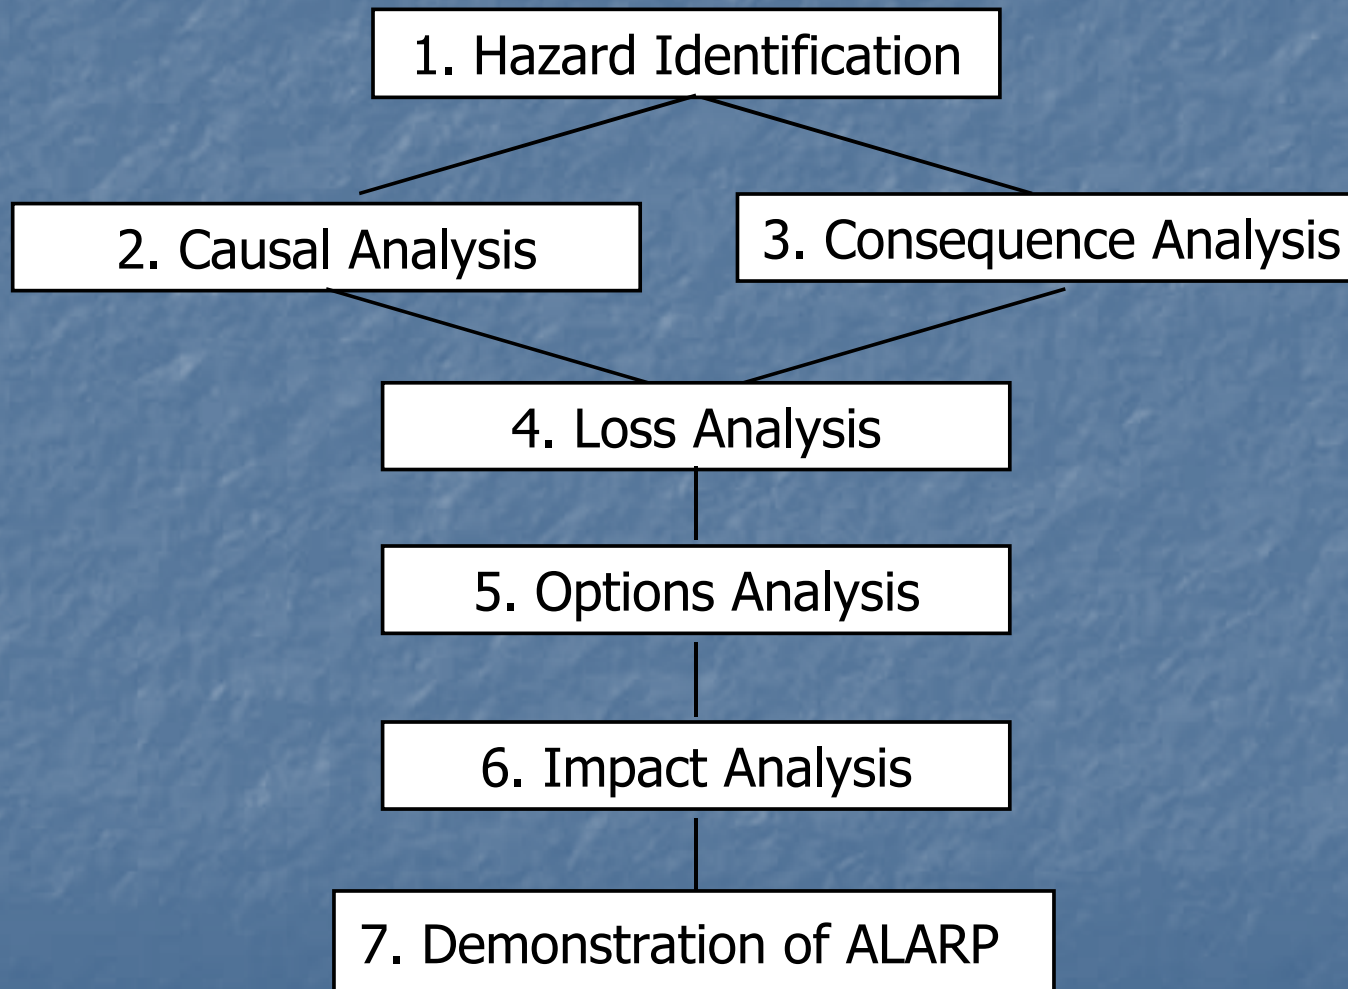 1. Hazard Identification
2. Causal Analysis
3. Consequence Analysis
4. Loss Analysis
5. Options Analysis
6. Impact Analysis
7. Demonstration of ALARP